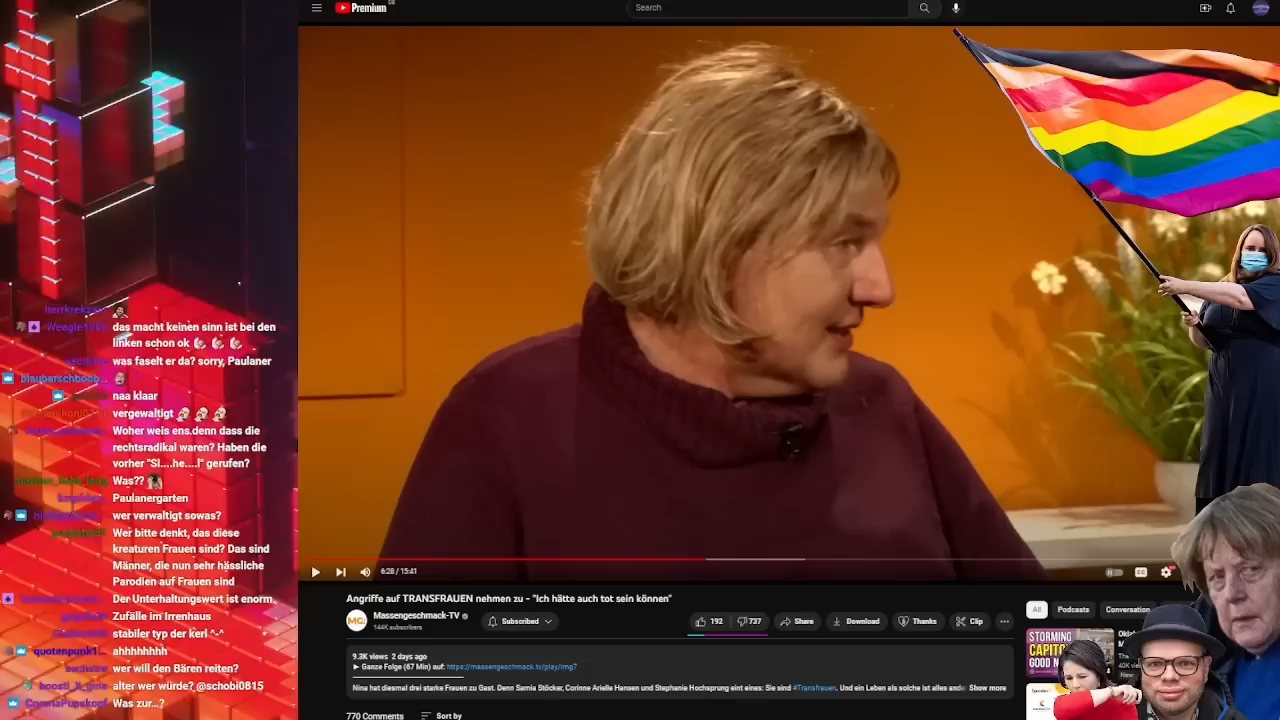 Premium
DE
Search
Weagle1988
das macht keinen sinn ist bei den
linken schon ok
was faselt er da? sorry, Paulaner
naa klaar
vergewaltigt
Woher weis ens.denn dass die
rechtsradikal waren? Haben die
vorher "Si....he....l" gerufen?
Was??
Paulanergarten
wer verwaltigt sowas?
Wer bitte denkt, das diese
kreaturen Frauen sind? Das sind
Männer, die nun sehr hässliche
Parodien auf Frauen sind
Der Unterhaltungswert ist enorm.
Zufälle im Irrenhaus
stabiler typ der kerl ^-^
quotenpunk1...
ahhhhhhhh
wer will den Bären reiten?
alter wer würde? @schobi0815
Was zur...?
6:28 / 15:41
CC
Angriffe auf TRANSFRAUEN nehmen zu - "Ich hätte auch tot sein können"
MG
Massengeschmack-TV
144K subscribers
Subscribed
192
737
Share
Download
Thanks
Clip
9.3K views 2 days ago
► Ganze Folge (67 Min) auf: https://massengeschmack.tv/play/img7
Nina hat diesmal drei starke Frauen zu Gast. Denn Samia Stöcker, Corinne Arielle Hansen und Stephanie Hochsprung eint eines: Sie sind #Transfrauen. Und ein Leben als solche ist alles ande
Show more
770 Comments
Sort by
All
Podcasts
Conversation
STORMING
CAPITO
GOOD N